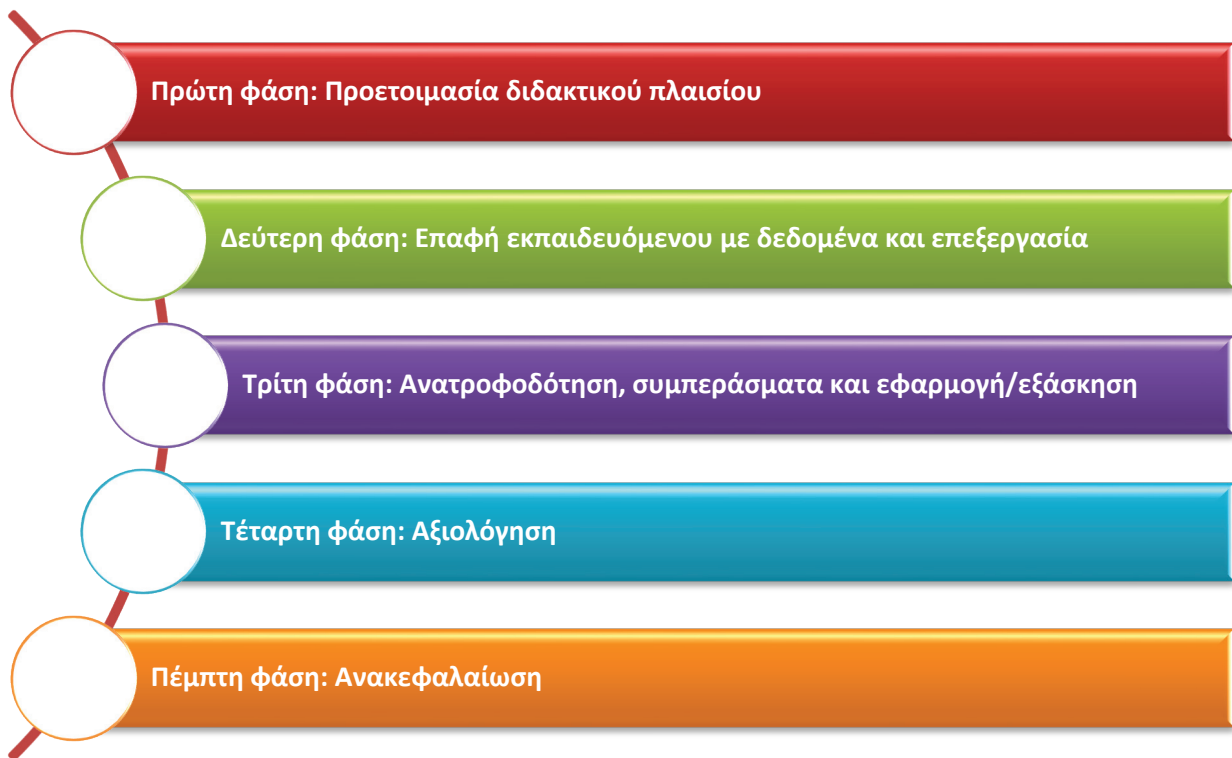 Πρώτη φάση: Προετοιμασία διδακτικού πλαισίου
Δεύτερη φάση: Επαφή εκπαιδευόμενου με δεδομένα και επεξεργασία
Τρίτη φάση: Ανατροφοδότηση, συμπεράσματα και εφαρμογή/εξάσκηση
Τέταρτη φάση: Αξιολόγηση
Πέμπτη φάση: Ανακεφαλαίωση